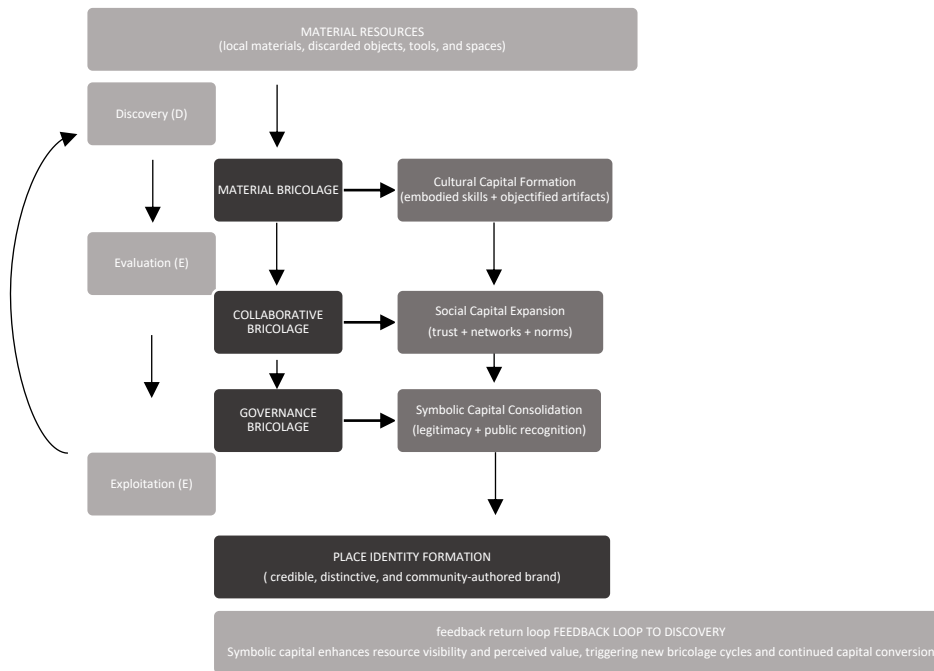 MATERIAL RESOURCES
(local materials, discarded objects, tools, and spaces)
Discovery (D)
MATERIAL BRICOLAGE
Cultural Capital Formation
(embodied skills + objectified artifacts)
Evaluation (E)
COLLABORATIVE
BRICOLAGE
Social Capital Expansion
(trust + networks + norms)
GOVERNANCE
BRICOLAGE
Symbolic Capital Consolidation
(legitimacy + public recognition)
Exploitation (E)
PLACE IDENTITY FORMATION
( credible, distinctive, and community-authored brand)
feedback return loop FEEDBACK LOOP TO DISCOVERY
Symbolic capital enhances resource visibility and perceived value, triggering new bricolage cycles and continued capital conversion